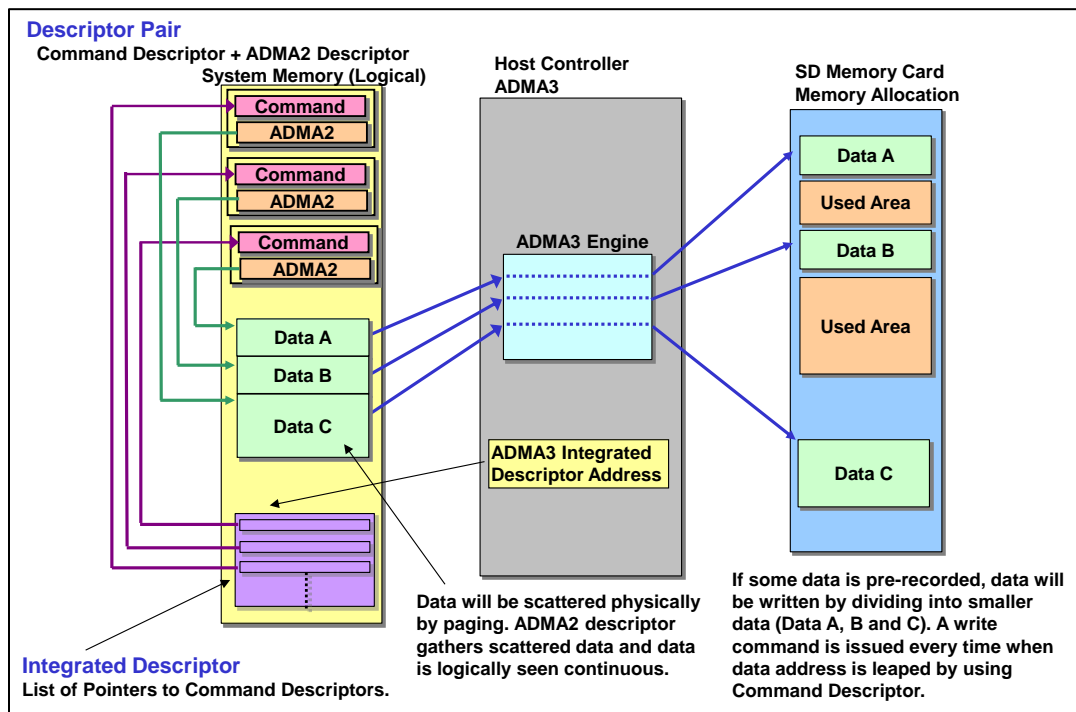 Descriptor Pair
Command Descriptor + ADMA2 Descriptor
System Memory (Logical)
Command
ADMA2
Command
ADMA2
Command
ADMA2
Data A
Data B
Data C
Integrated Descriptor
List of Pointers to Command Descriptors.
Host Controller
ADMA3
ADMA3 Engine
ADMA3 Integrated
Descriptor Address
Data will be scattered physically
by paging. ADMA2 descriptor
gathers scattered data and data
is logically seen continuous.
SD Memory Card
Memory Allocation
Data A
Used Area
Data B
Used Area
Data C
If some data is pre-recorded, data will
be written by dividing into smaller
data (Data A, B and C). A write
command is issued every time when
data address is leaped by using
Command Descriptor.